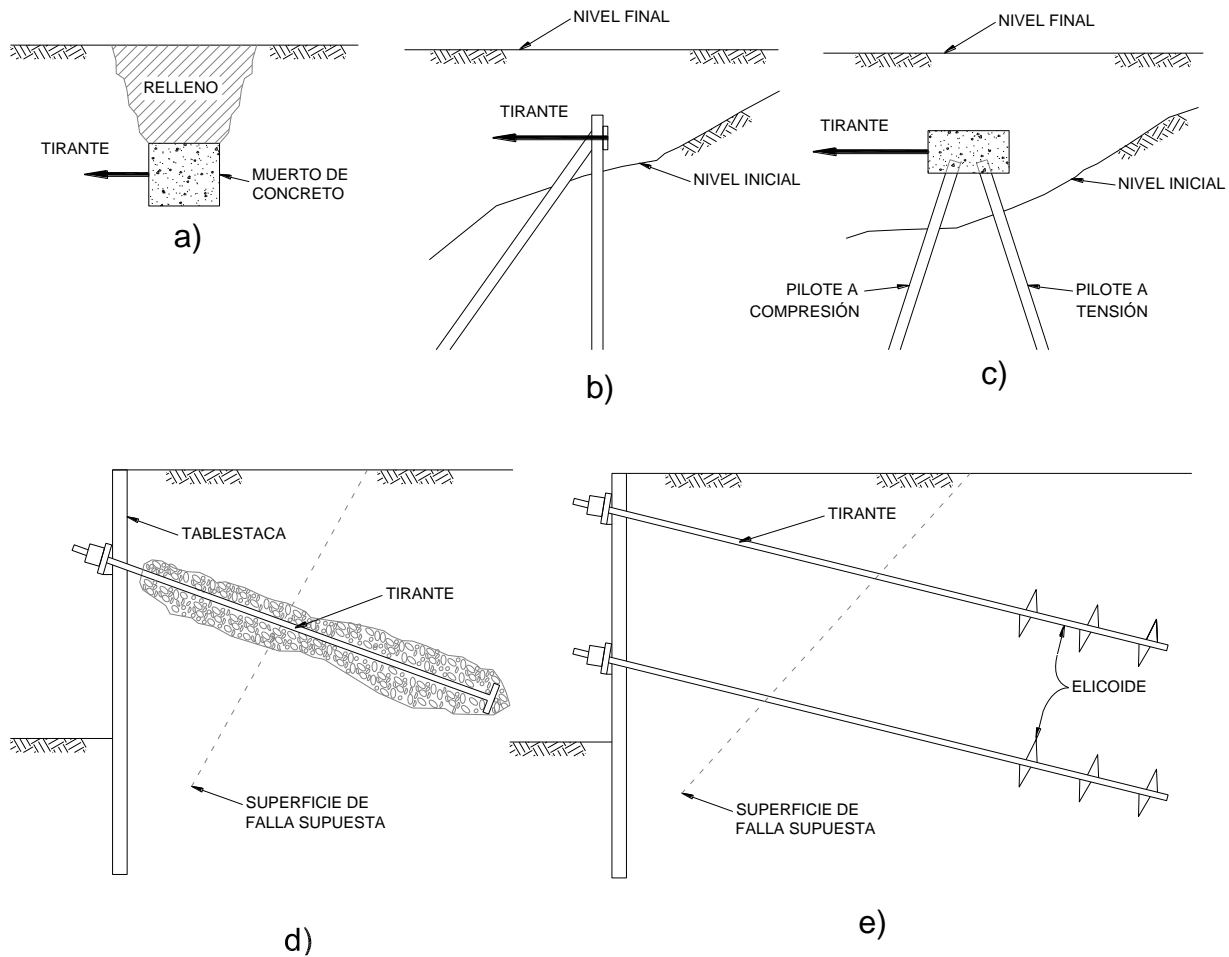 RELLENO
TIRANTE
MUERTO DE
CONCRETO
a)
NIVEL FINAL
TIRANTE
NIVEL INICIAL
b)
NIVEL FINAL
TIRANTE
NIVEL INICIAL
PILOTE A
COMPRESIÓN
PILOTE A
TENSIÓN
c)
TABLESTACA
TIRANTE
SUPERFICIE DE
FALLA SUPUESTA
d)
TIRANTE
ELICOIDE
SUPERFICIE DE
FALLA SUPUESTA
e)